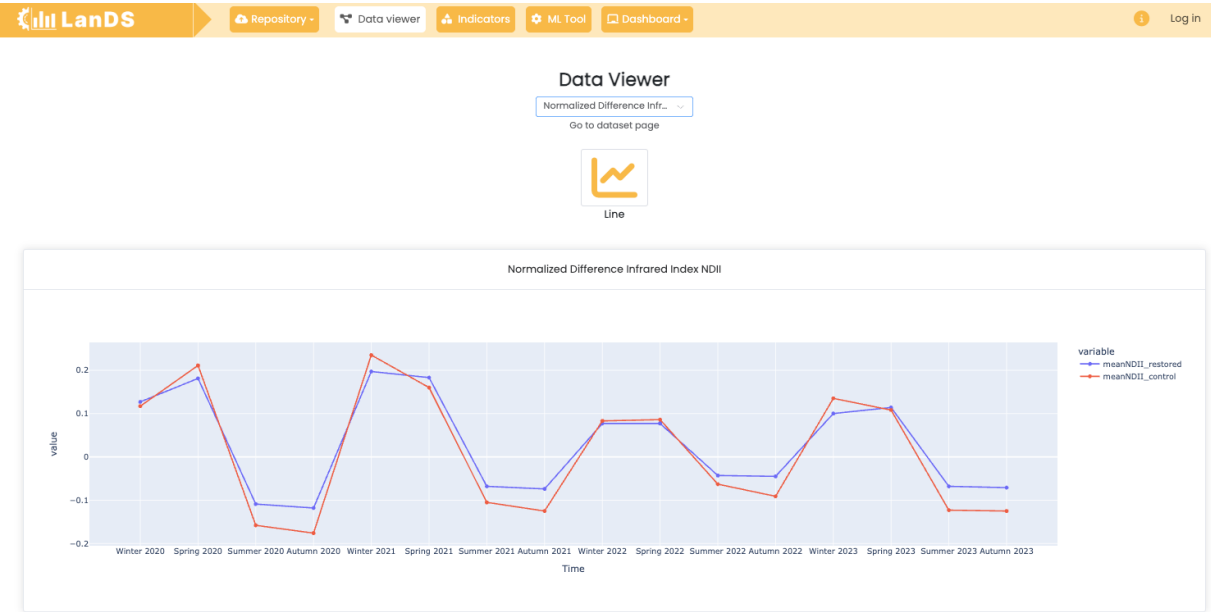 LanDS
Repository
Data viewer
Indicators
ML Tool
Dashboard
i
Log in
Data Viewer
Normalized Difference Infr...
Go to dataset page
Line
Normalized Difference Infrared Index NDII
variable
meanNDII_restored
meanNDII_control
value
0.2
0.1
0
−0.1
−0.2
Winter 2020 Spring 2020 Summer 2020 Autumn 2020 Winter 2021 Spring 2021 Summer 2021 Autumn 2021 Winter 2022 Spring 2022 Summer 2022 Autumn 2022 Winter 2023 Spring 2023 Summer 2023 Autumn 2023
Time